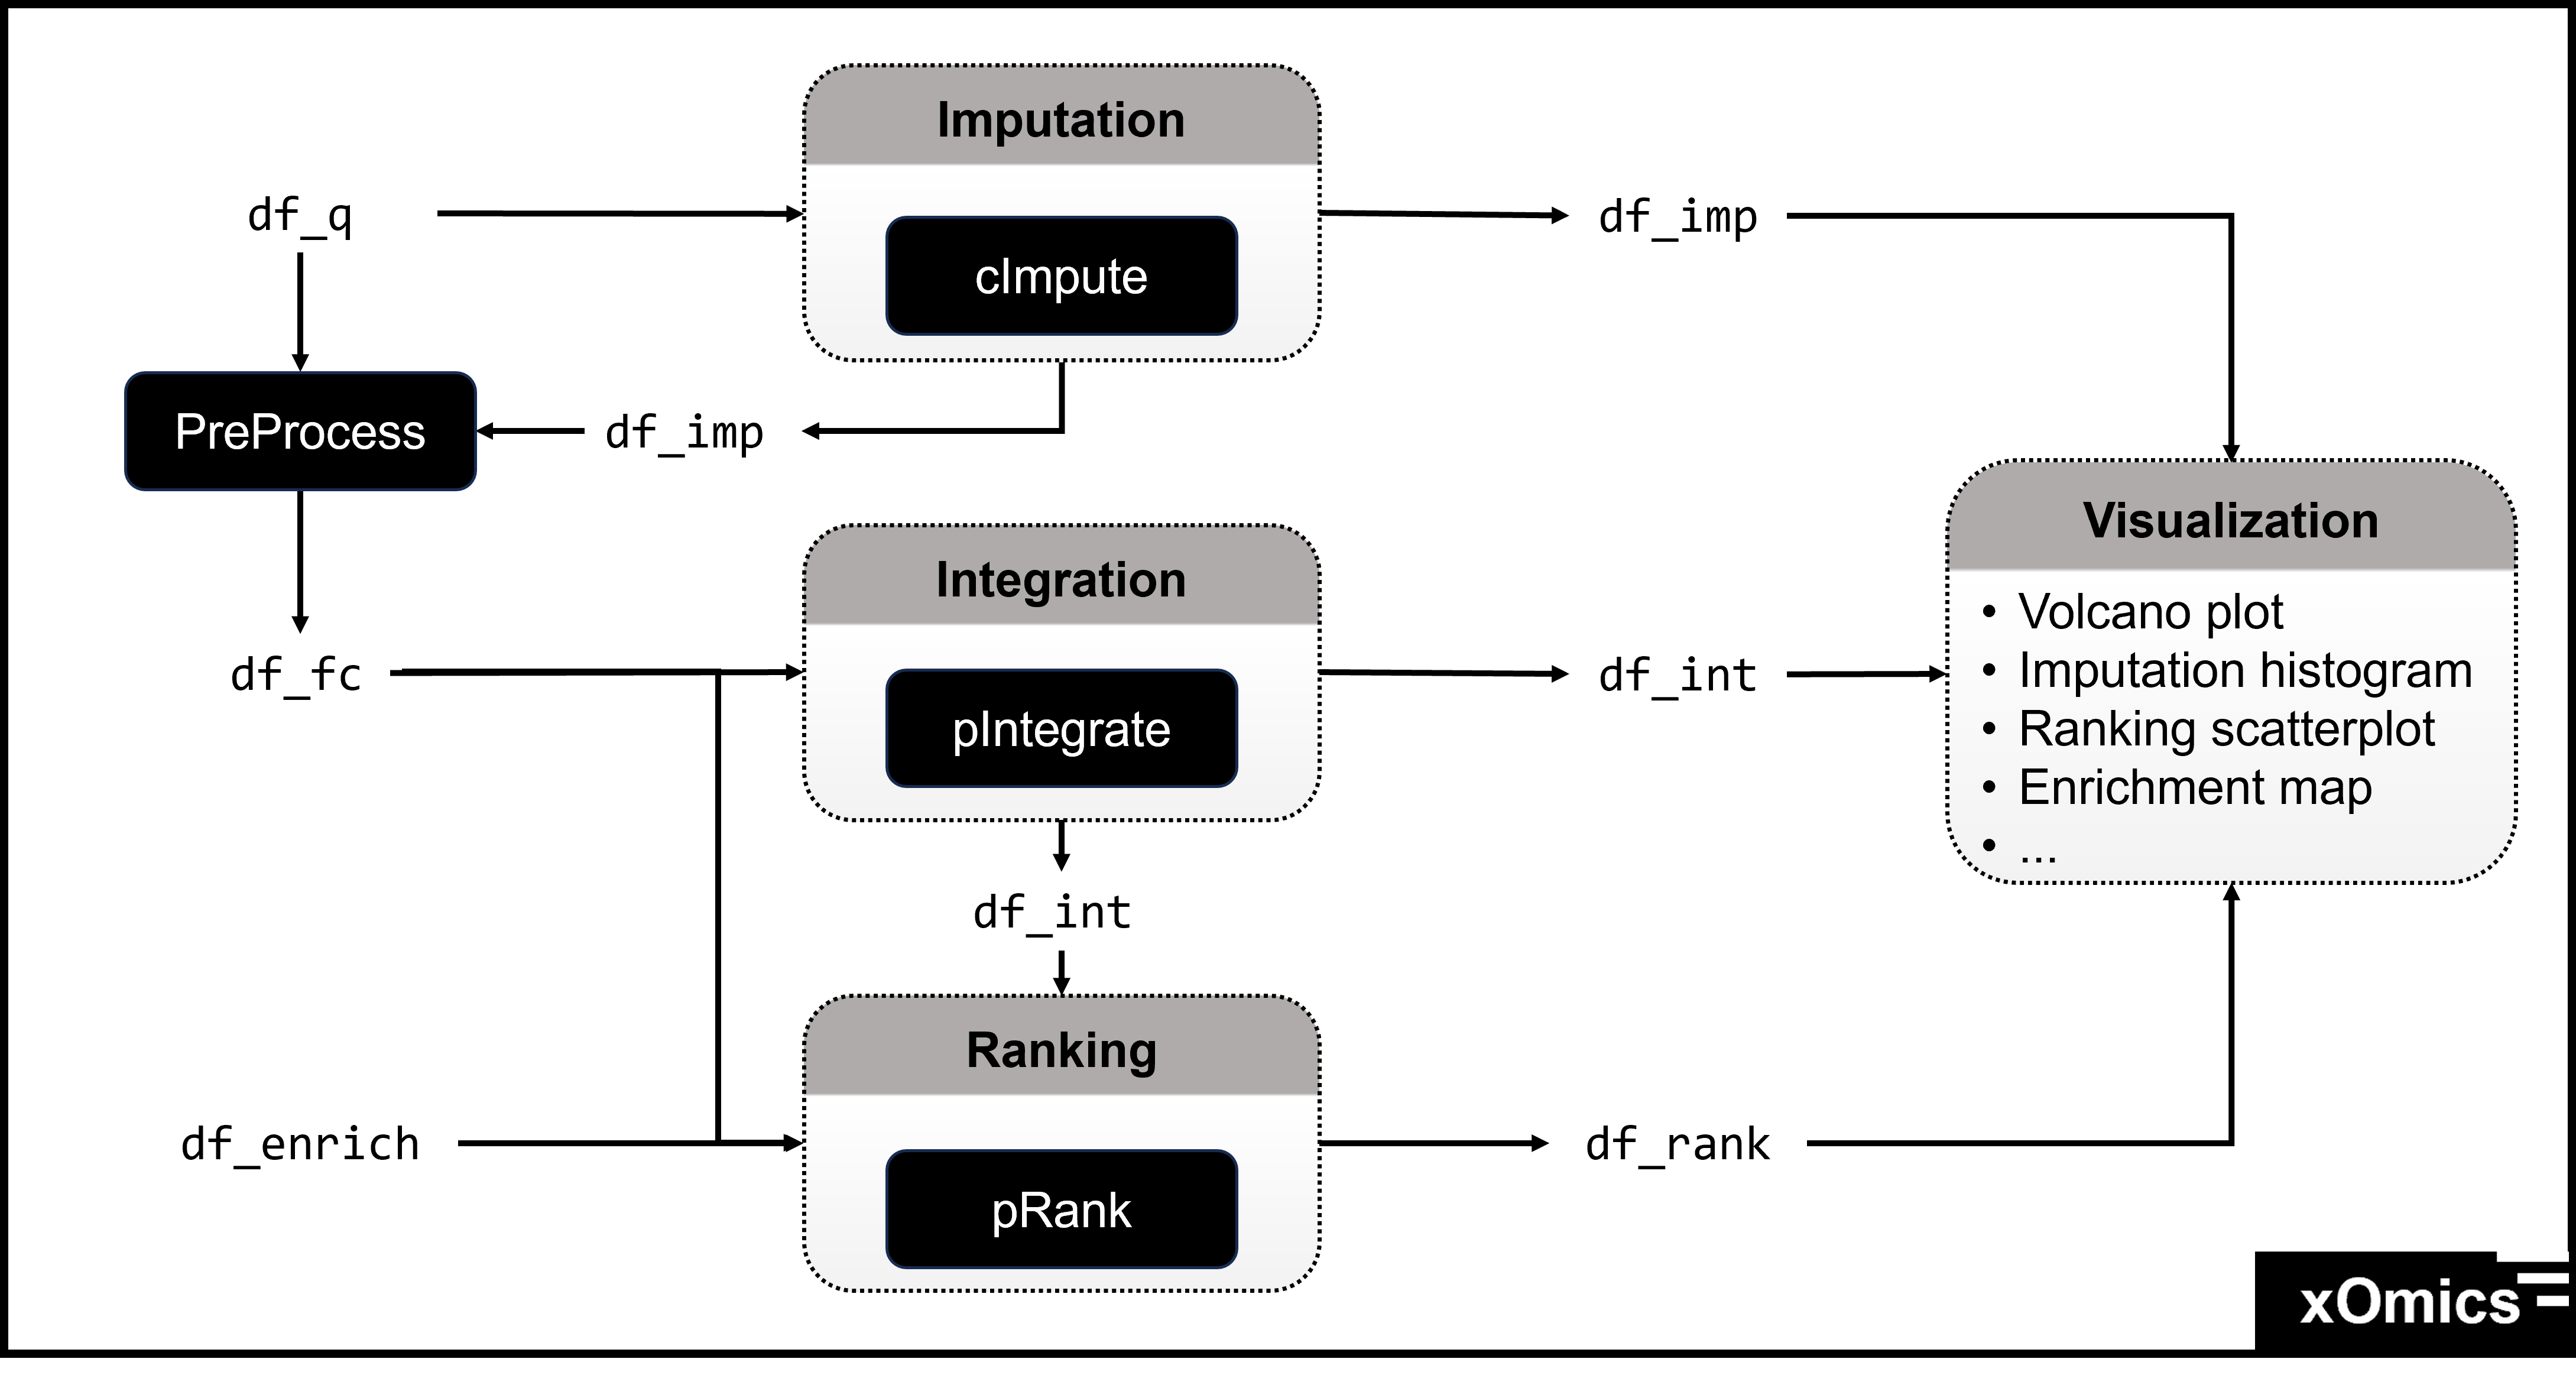 Imputation
df_q
cImpute
df_imp
PreProcess
df_imp
Integration
df_fc
pIntegrate
df_int
Visualization
• Volcano plot
• Imputation histogram
• Ranking scatterplot
• Enrichment map
• ...
df_int
Ranking
df_enrich
pRank
df_rank
xOmics